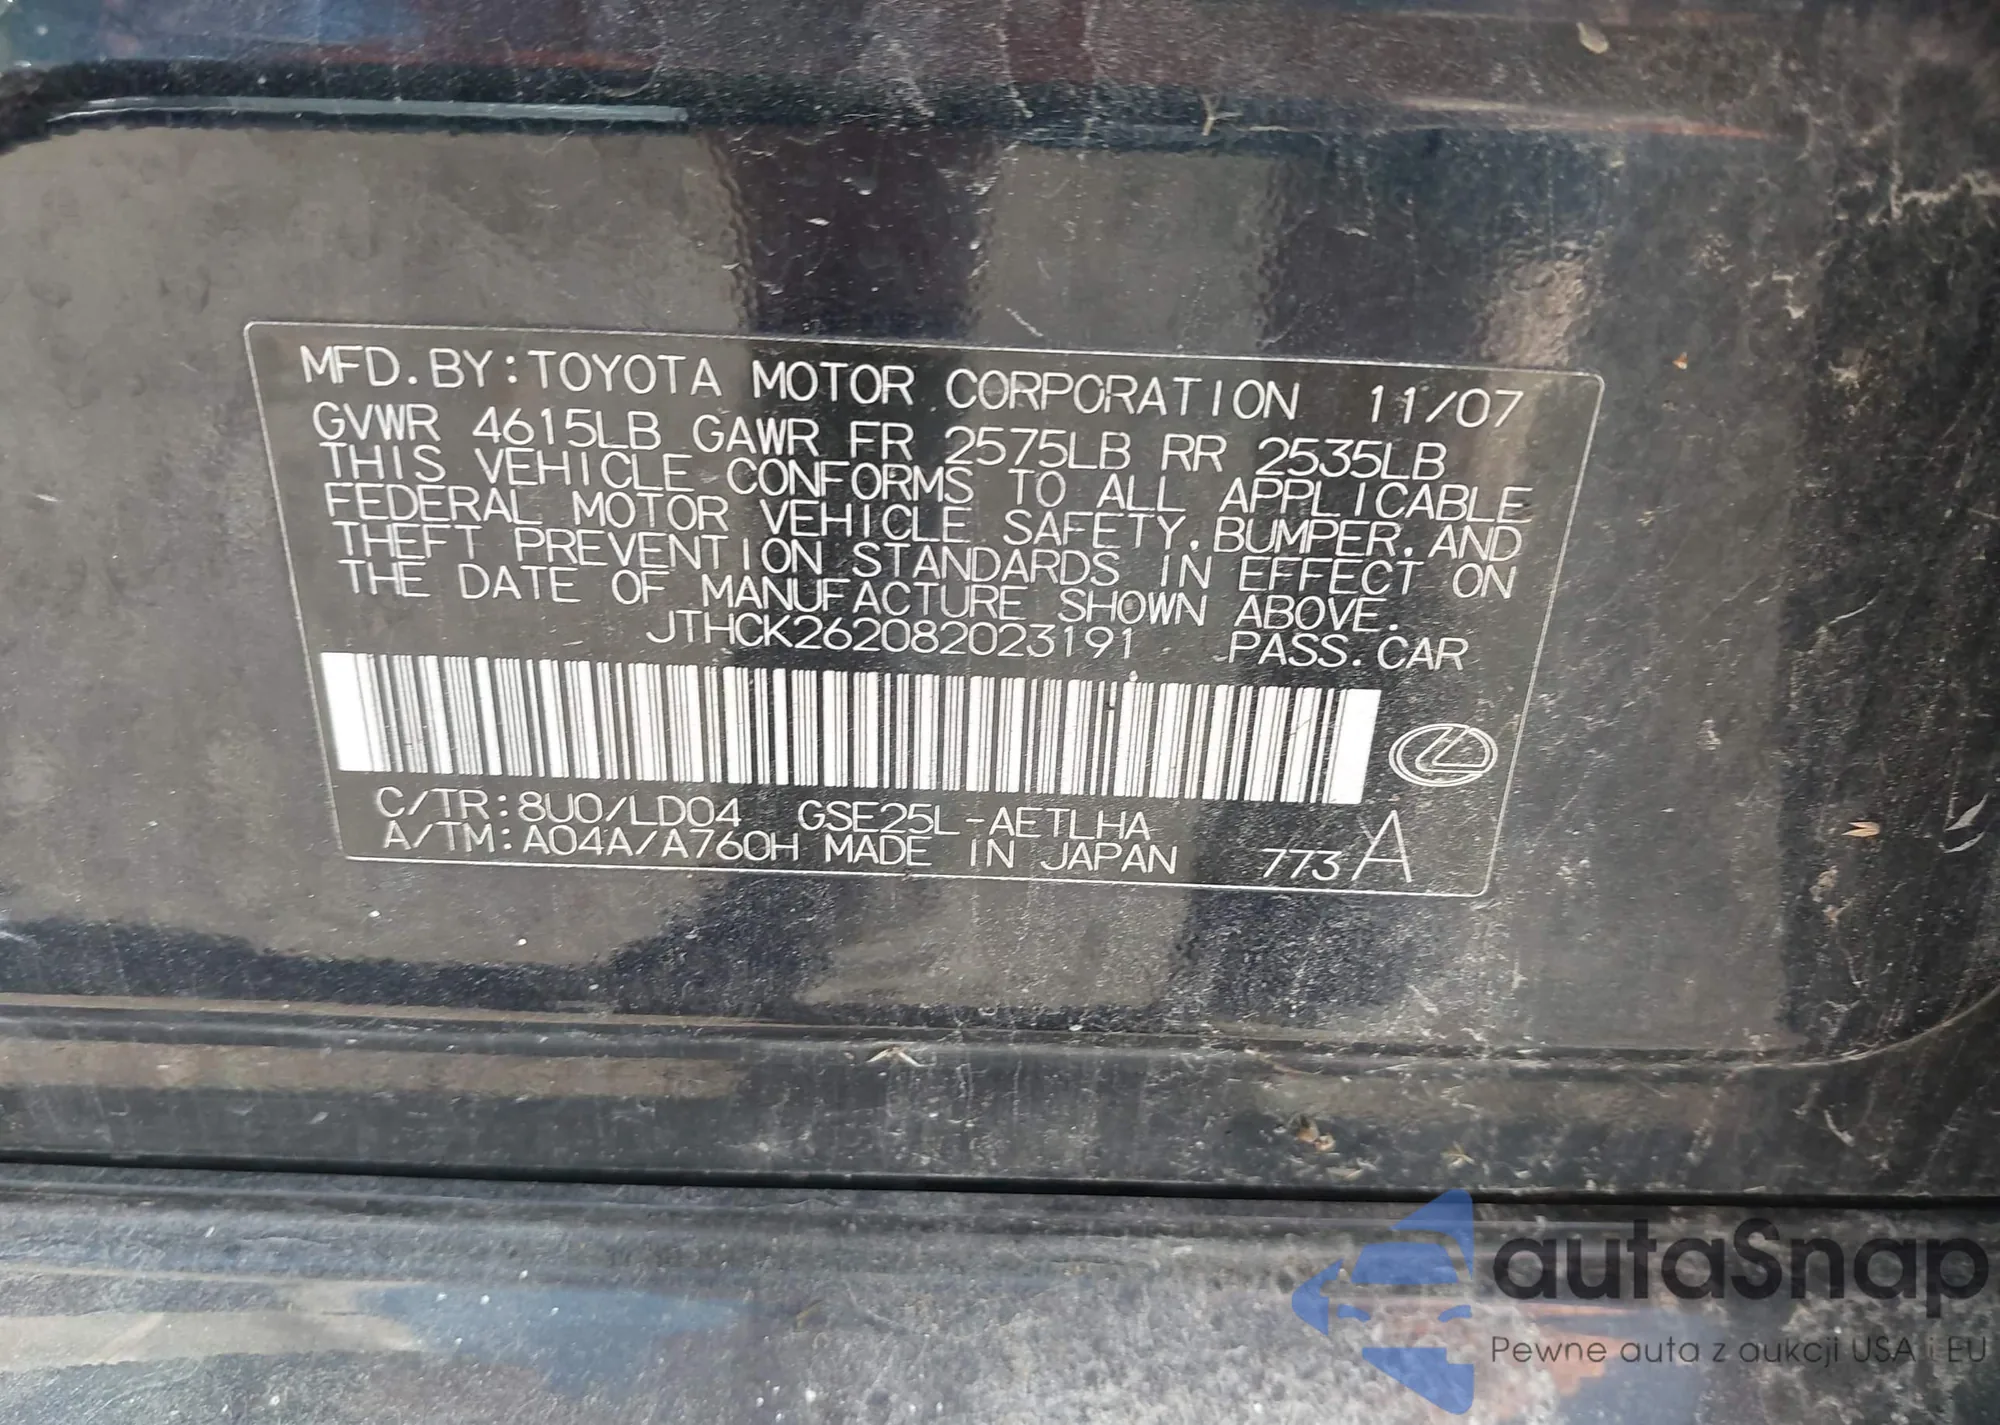 MFD.BY:TOYOTA MOTOR CORPORATION 11/07
GVWR 4615LB GAWR FR 2575LB RR 2535LB
THIS VEHICLE CONFORMS TO ALL APPLICABLE
FEDERAL MOTOR VEHICLE SAFETY,BUMPER,AND
THEFT PREVENTION STANDARDS IN EFFECT ON
THE DATE OF MANUFACTURE SHOWN ABOVE.
JTHCK262082023191 PASS.CAR
C/TR:8U0/LD04 GSE25L-AETLHA
A/TM:A04A/A760H MADE IN JAPAN 773 A
autaSnap
Pewne auta z aukcji USA i EU